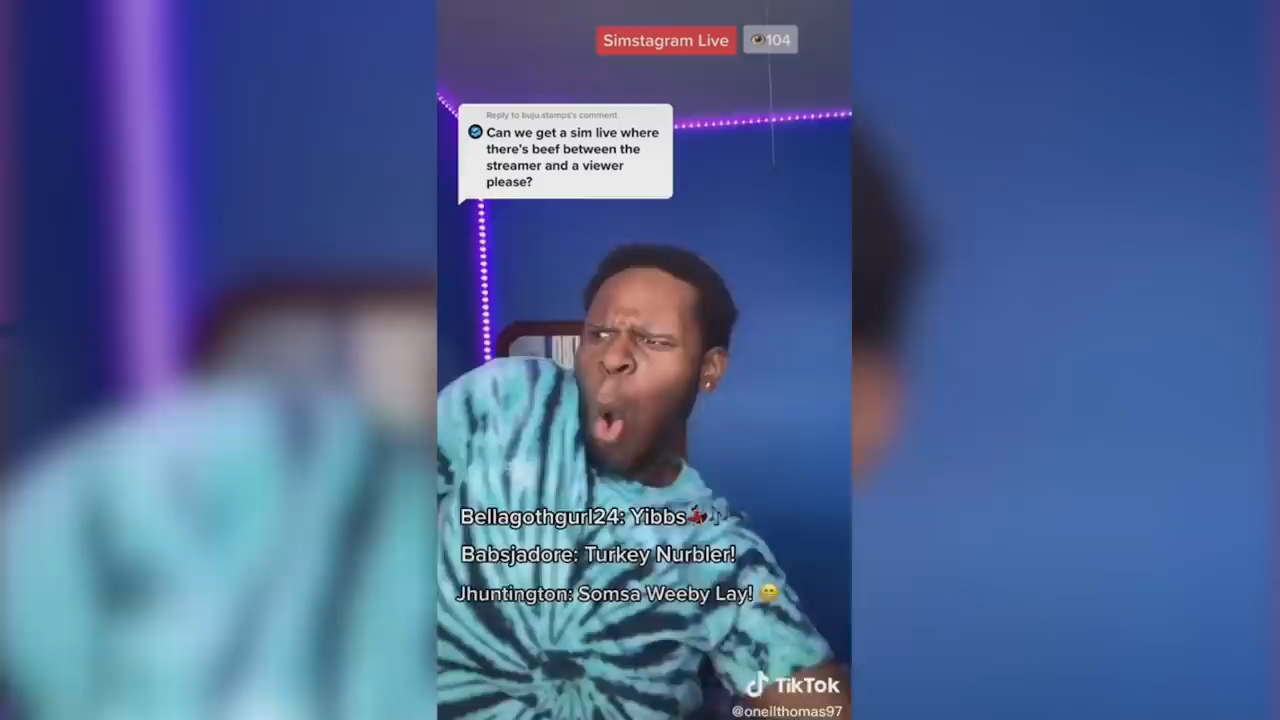 Simstagram Live 👁104
Reply to buju.stamps's comment
Can we get a sim live where
there's beef between the
streamer and a viewer
please?
Bellagothgurl24: Yibbs💃🎶
Babsjadore: Turkey Nurbler!
Jhuntington: Somsa Weeby Lay! 😁
TikTok
@oneilthomas97